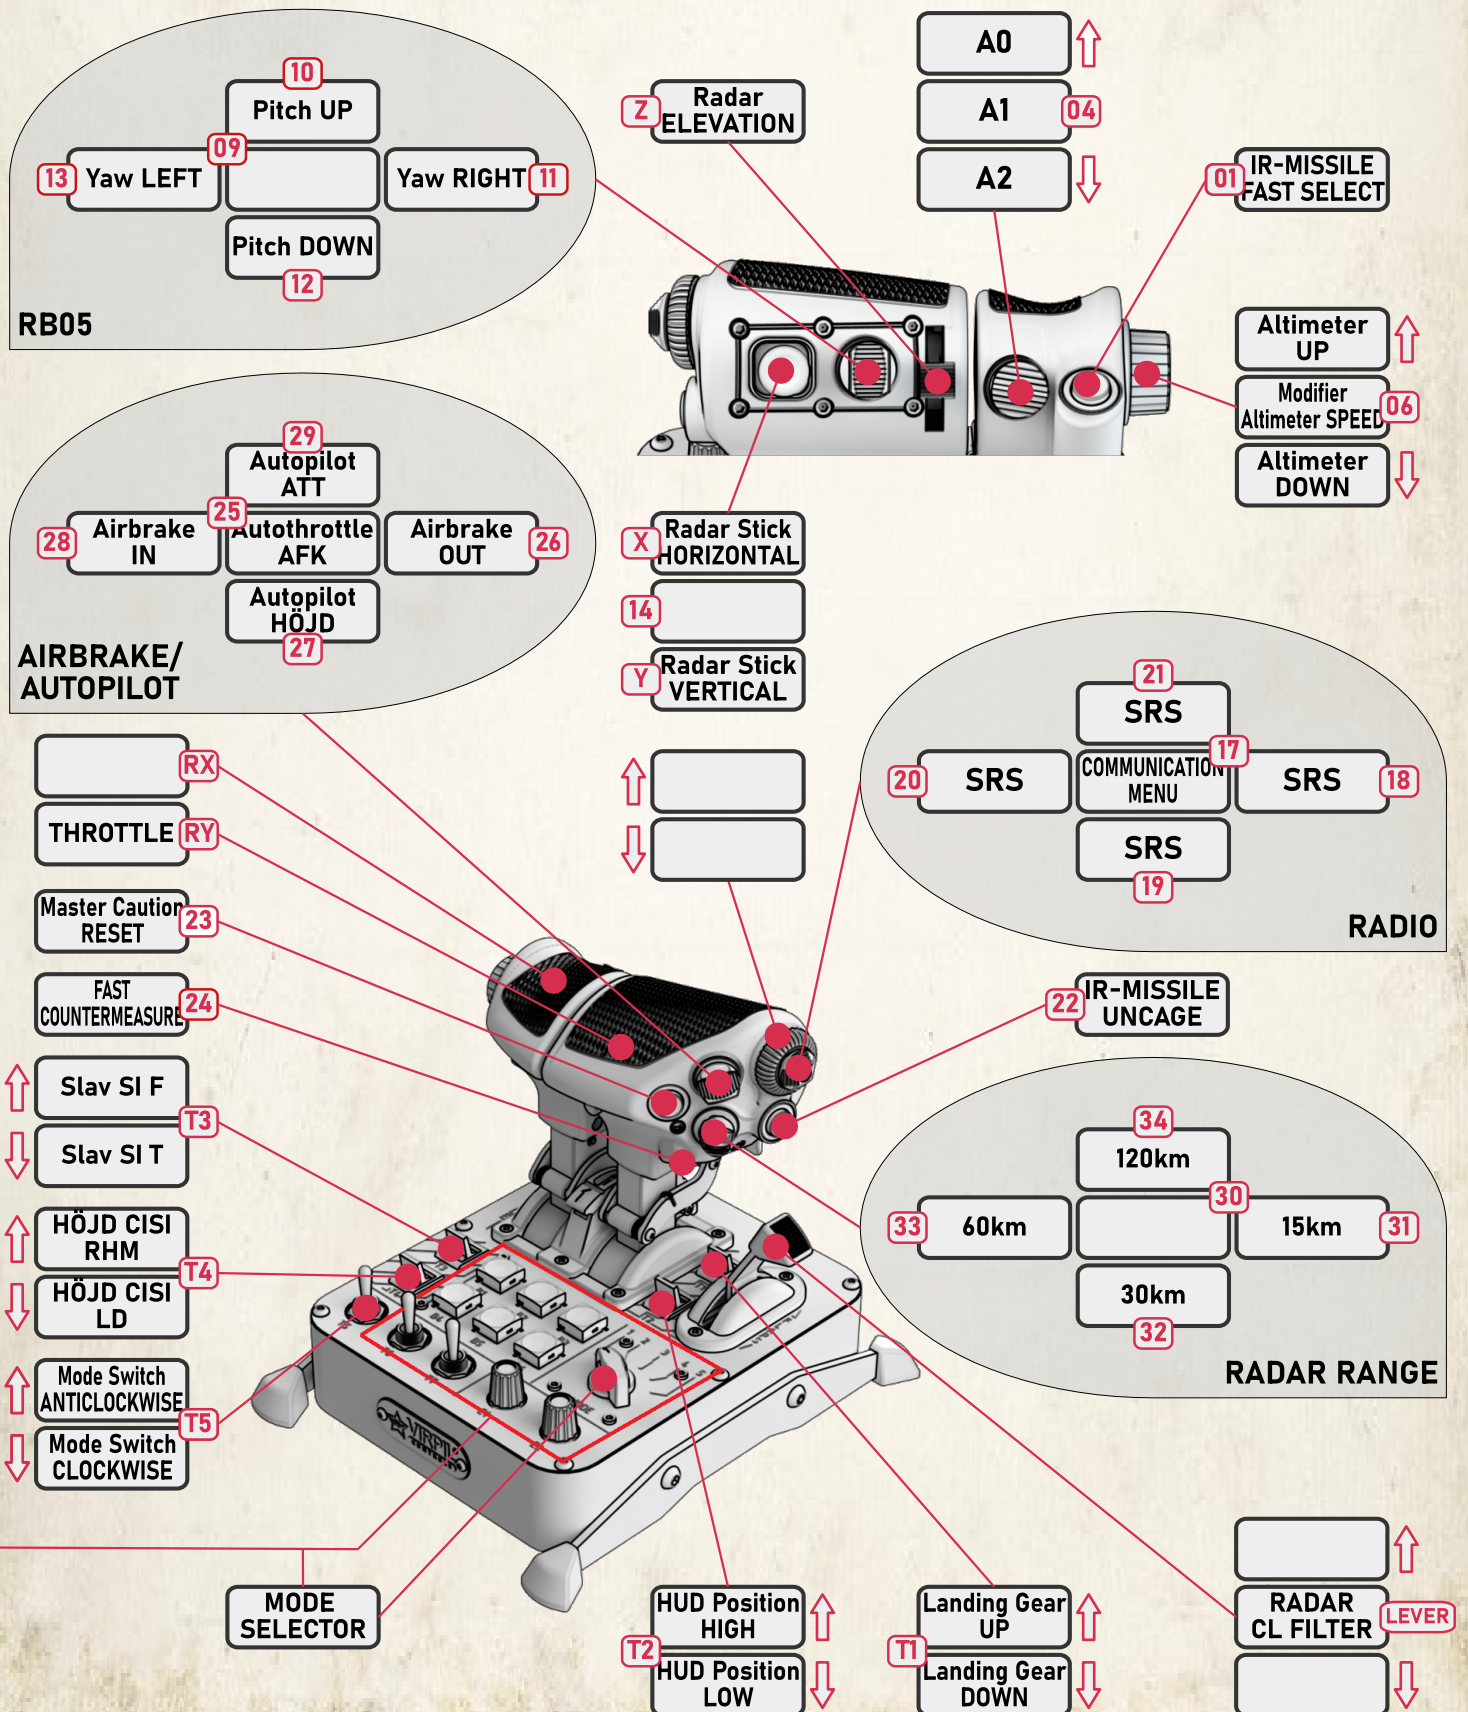 10
Pitch UP
09
13
Yaw LEFT
Yaw RIGHT
11
Pitch DOWN
12
RB05
Z
Radar
ELEVATION
A0
A1
04
A2
01
IR-MISSILE
FAST SELECT
Altimeter
UP
Modifier
Altimeter SPEED
06
Altimeter
DOWN
29
Autopilot
ATT
25
28
Airbrake
IN
Autothrottle
AFK
Airbrake
OUT
26
Autopilot
HÖJD
27
AIRBRAKE/
AUTOPILOT
X
Radar Stick
HORIZONTAL
14
Y
Radar Stick
VERTICAL
21
SRS
17
20
SRS
COMMUNICATION
MENU
SRS
18
SRS
19
RADIO
RX
THROTTLE
RY
Master Caution
RESET
23
FAST
COUNTERMEASURE
24
22
IR-MISSILE
UNCAGE
Slav SI F
T3
Slav SI T
34
120km
30
33
60km
15km
31
30km
32
RADAR RANGE
HÖJD CISI
RHM
T4
HÖJD CISI
LD
Mode Switch
ANTICLOCKWISE
T5
Mode Switch
CLOCKWISE
VIRPIL
MODE
SELECTOR
HUD Position
HIGH
T2
HUD Position
LOW
Landing Gear
UP
T1
Landing Gear
DOWN
RADAR
CL FILTER
LEVER